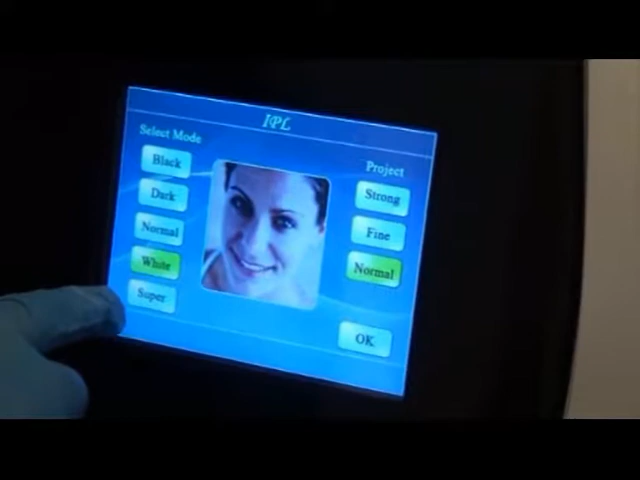 IPL
Select Mode
Black
Dark
Normal
White
Super
Project
Strong
Fine
Normal
OK